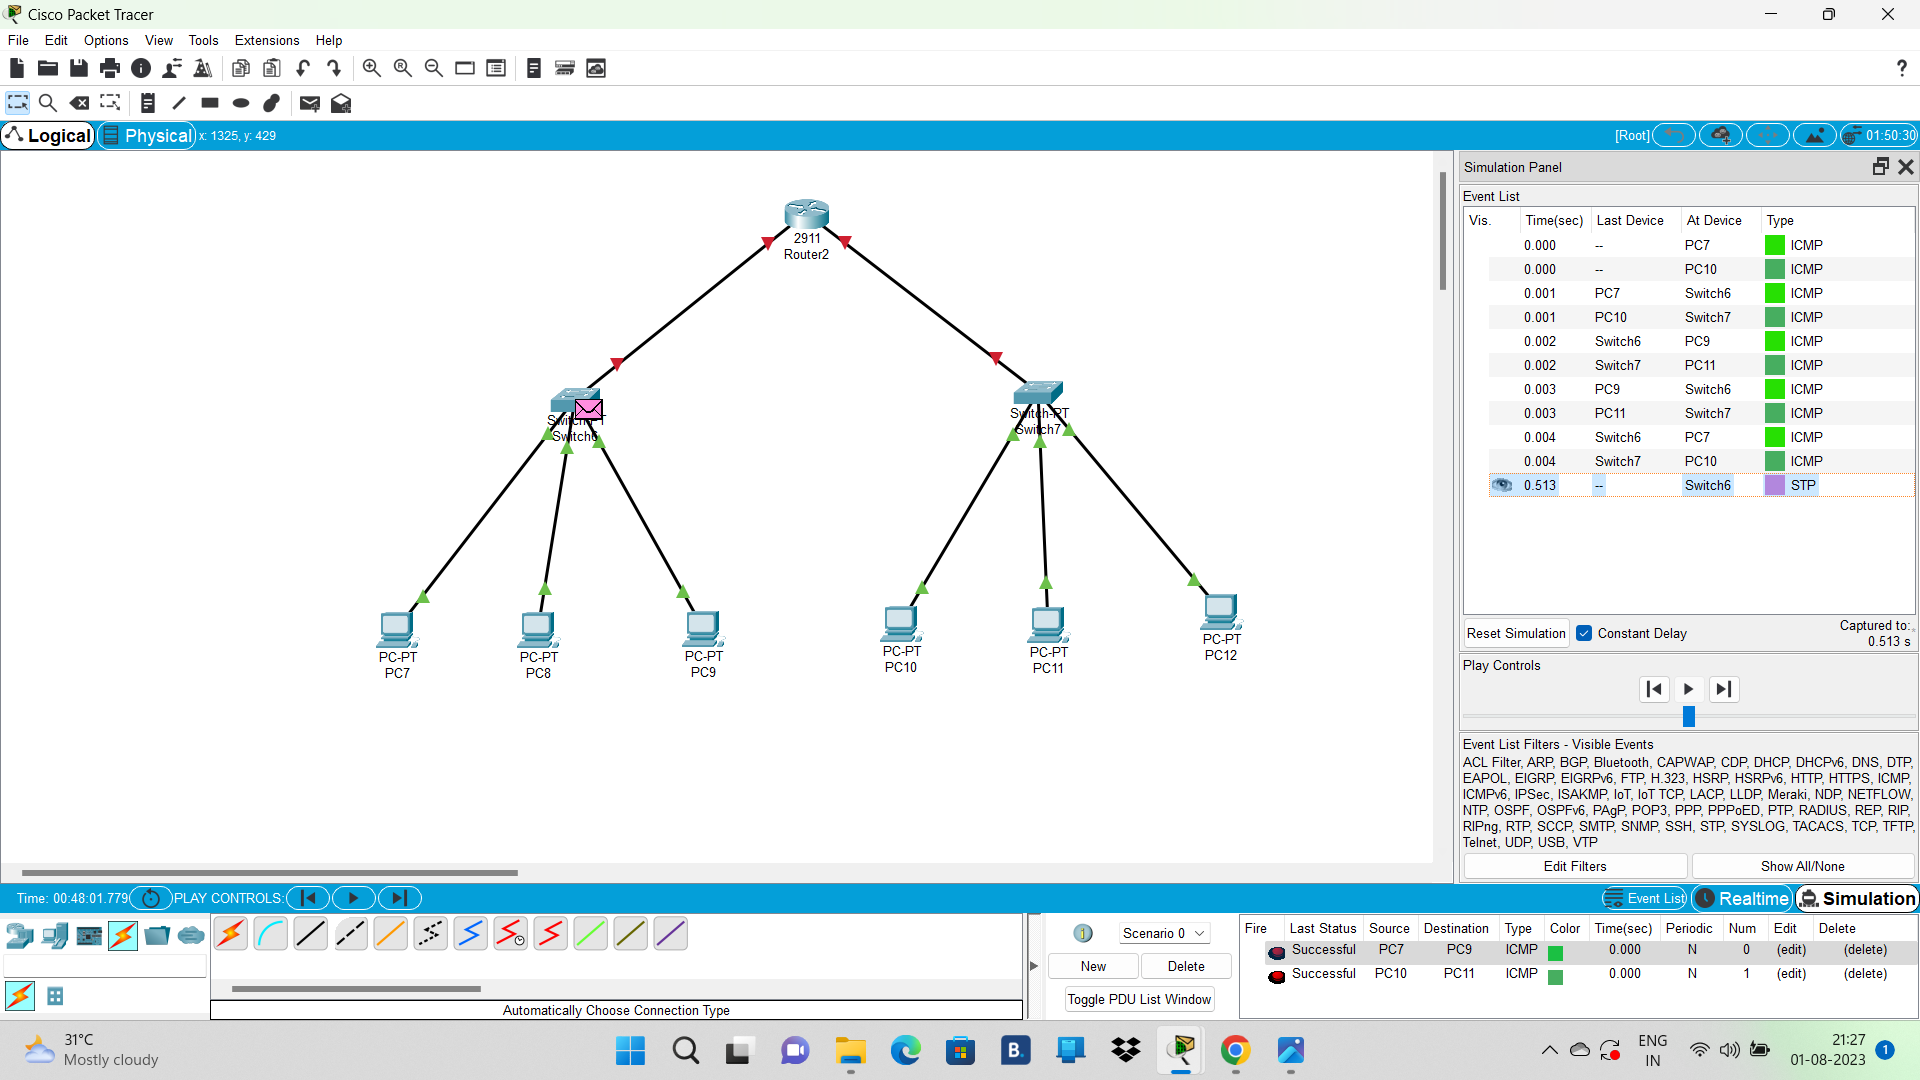 Cisco Packet Tracer
File Edit Options View Tools Extensions Help
Logical Physical x: 1325, y: 429 [Root] 01:50:30
2911
Router2
Switch-PT
Switch6
Switch-PT
Switch7
PC-PT
PC7
PC-PT
PC8
PC-PT
PC9
PC-PT
PC10
PC-PT
PC11
PC-PT
PC12
Simulation Panel
Event List
Vis. Time(sec) Last Device At Device Type
0.000 -- PC7 ICMP
0.000 -- PC10 ICMP
0.001 PC7 Switch6 ICMP
0.001 PC10 Switch7 ICMP
0.002 Switch6 PC9 ICMP
0.002 Switch7 PC11 ICMP
0.003 PC9 Switch6 ICMP
0.003 PC11 Switch7 ICMP
0.004 Switch6 PC7 ICMP
0.004 Switch7 PC10 ICMP
0.513 -- Switch6 STP
Reset Simulation Constant Delay Captured to:
0.513 s
Play Controls
Event List Filters - Visible Events
ACL Filter, ARP, BGP, Bluetooth, CAPWAP, CDP, DHCP, DHCPv6, DNS, DTP,
EAPOL, EIGRP, EIGRPv6, FTP, H.323, HSRP, HSRPv6, HTTP, HTTPS, ICMP,
ICMPv6, IPSec, ISAKMP, IoT, IoT TCP, LACP, LLDP, Meraki, NDP, NETFLOW,
NTP, OSPF, OSPFv6, PAgP, POP3, PPP, PPPoED, PTP, RADIUS, REP, RIP,
RIPng, RTP, SCCP, SMTP, SNMP, SSH, STP, SYSLOG, TACACS, TCP, TFTP,
Telnet, UDP, USB, VTP
Edit Filters Show All/None
Time: 00:48:01.779 PLAY CONTROLS: Event List Realtime Simulation
Automatically Choose Connection Type
Scenario 0
New Delete
Toggle PDU List Window
Fire Last Status Source Destination Type Color Time(sec) Periodic Num Edit Delete
Successful PC7 PC9 ICMP 0.000 N 0 (edit) (delete)
Successful PC10 PC11 ICMP 0.000 N 1 (edit) (delete)
31°C
Mostly cloudy
B.
ENG
IN
21:27
01-08-2023
1